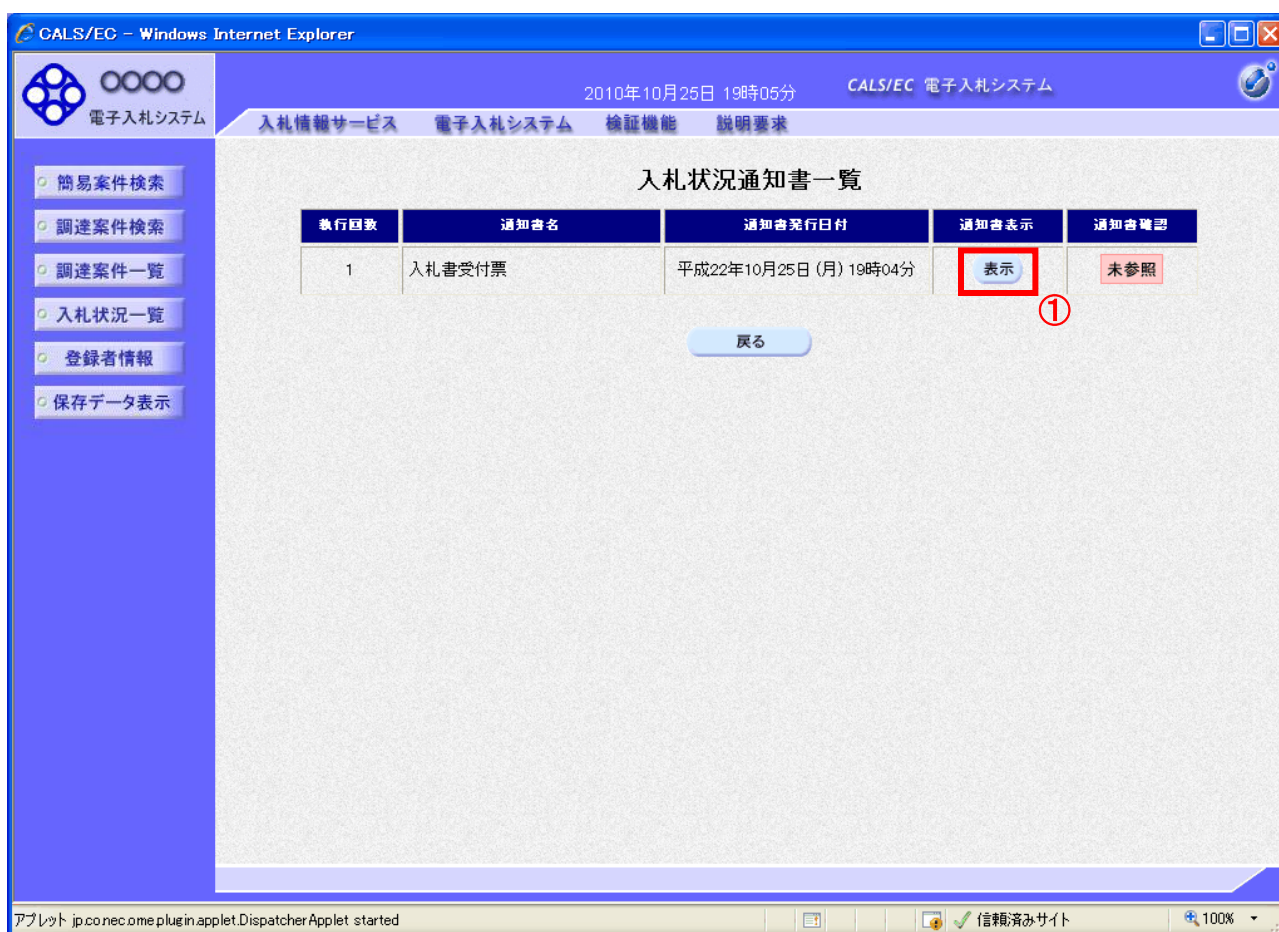 CALS/EC - Windows Internet Explorer
OOOO
電子入札システム
2010年10月25日 19時05分
CALS/EC 電子入札システム
入札情報サービス 電子入札システム 検証機能 説明要求
簡易案件検索
調達案件検索
調達案件一覧
入札状況一覧
登録者情報
保存データ表示
入札状況通知書一覧
執行回数 通知書名 通知書発行日付 通知書表示 通知書確認
1 入札書受付票 平成22年10月25日(月)19時04分 表示 未参照
①
戻る
アプレット jp.co.nec.ome.plugin.applet.DispatcherApplet started
信頼済みサイト
100%